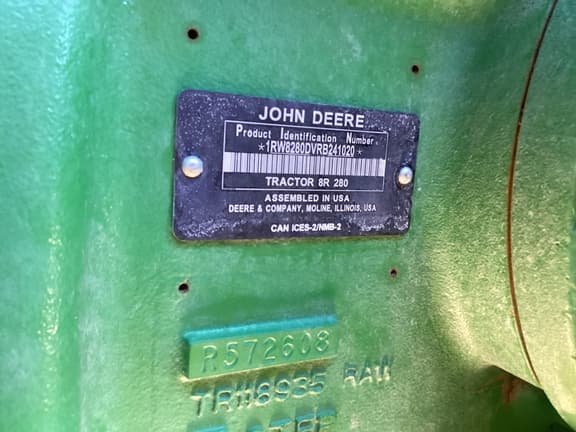 JOHN DEERE
Product Identification Number
*1RW8280DVRB241020*
TRACTOR 8R 280
ASSEMBLED IN USA
DEERE & COMPANY, MOLINE, ILLINOIS, USA
CAN ICES-2/NMB-2
R572608
RAW